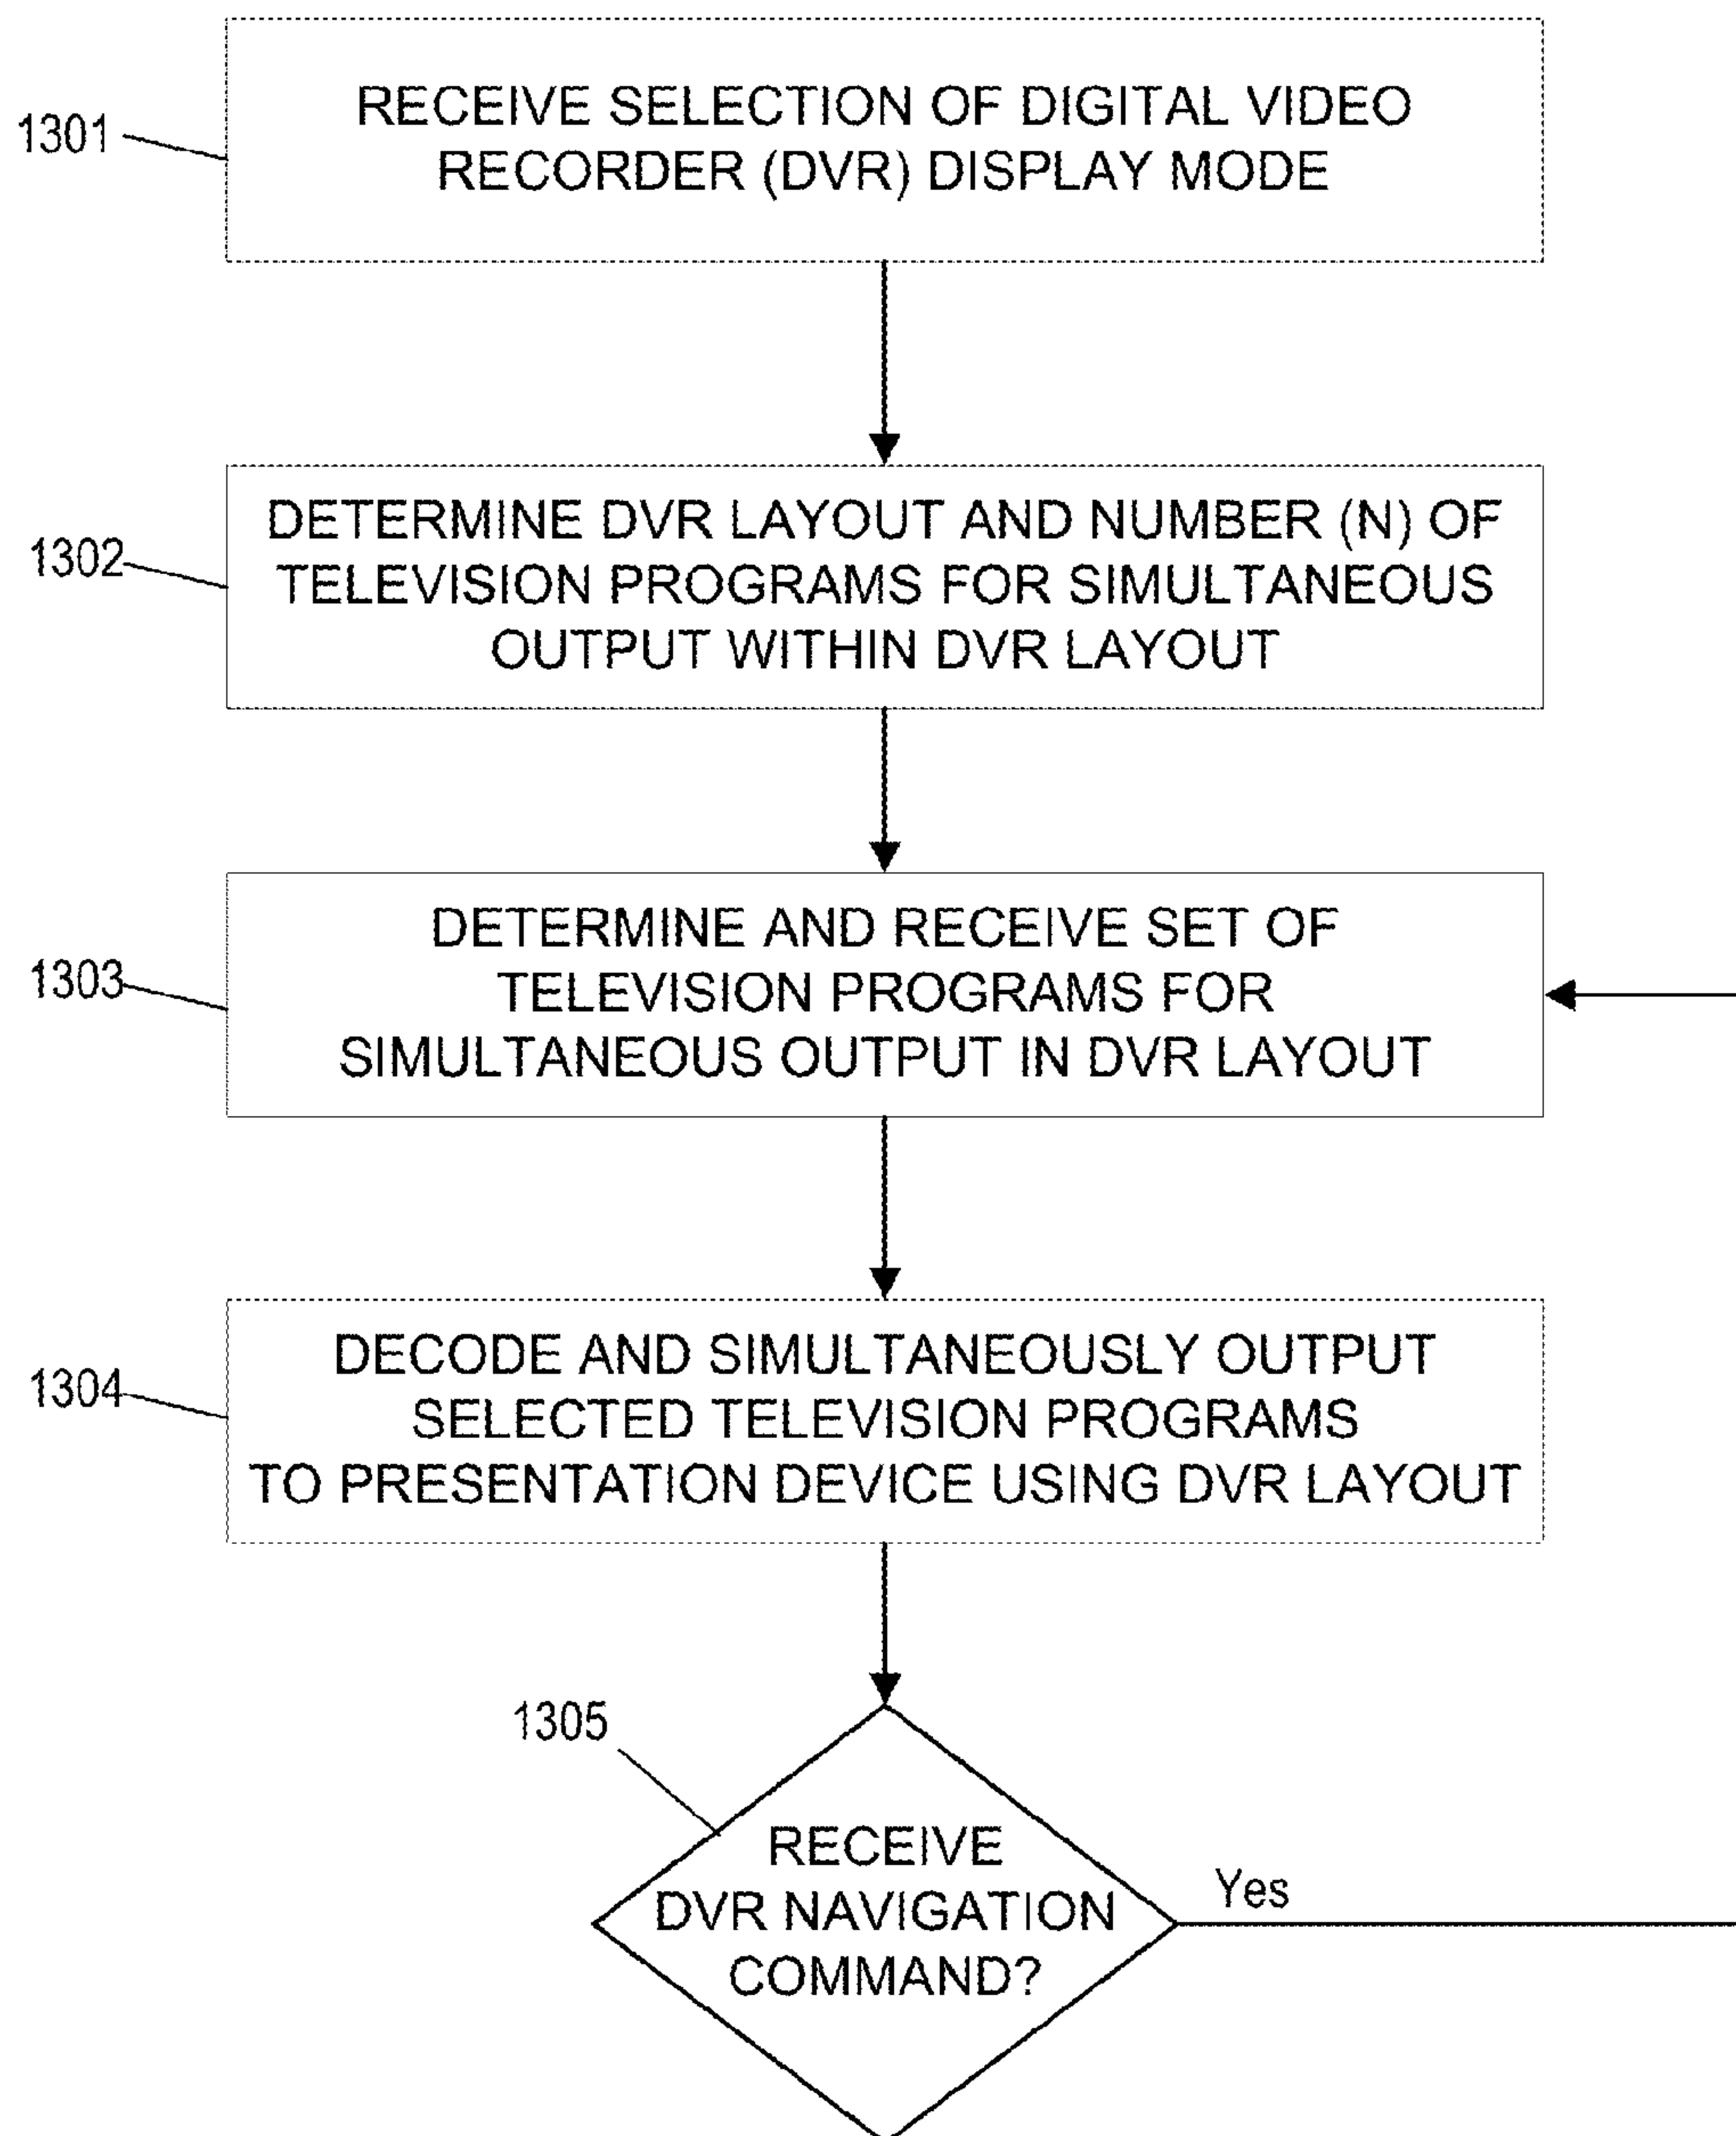 1301
RECEIVE SELECTION OF DIGITAL VIDEO
RECORDER (DVR) DISPLAY MODE
1302
DETERMINE DVR LAYOUT AND NUMBER (N) OF
TELEVISION PROGRAMS FOR SIMULTANEOUS
OUTPUT WITHIN DVR LAYOUT
1303
DETERMINE AND RECEIVE SET OF
TELEVISION PROGRAMS FOR
SIMULTANEOUS OUTPUT IN DVR LAYOUT
1304
DECODE AND SIMULTANEOUSLY OUTPUT
SELECTED TELEVISION PROGRAMS
TO PRESENTATION DEVICE USING DVR LAYOUT
1305
RECEIVE
DVR NAVIGATION
COMMAND?
Yes